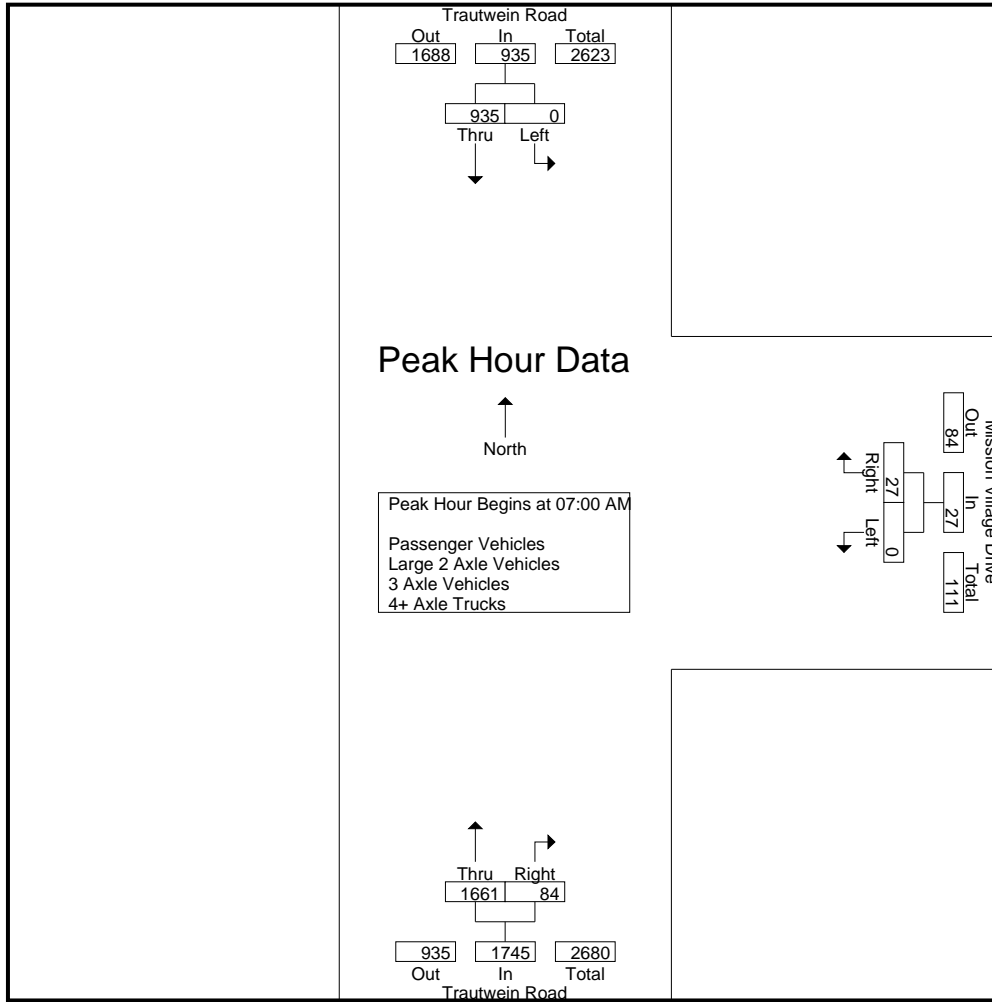 Trautwein Road
Out In Total
1688 935 2623
935 0
Thru Left
Peak Hour Data
North
Peak Hour Begins at 07:00 AM
Passenger Vehicles
Large 2 Axle Vehicles
3 Axle Vehicles
4+ Axle Trucks
Mission Village Drive
Out In Total
84 27 111
27 0
Right Left
Thru Right
1661 84
935 1745 2680
Out In Total
Trautwein Road